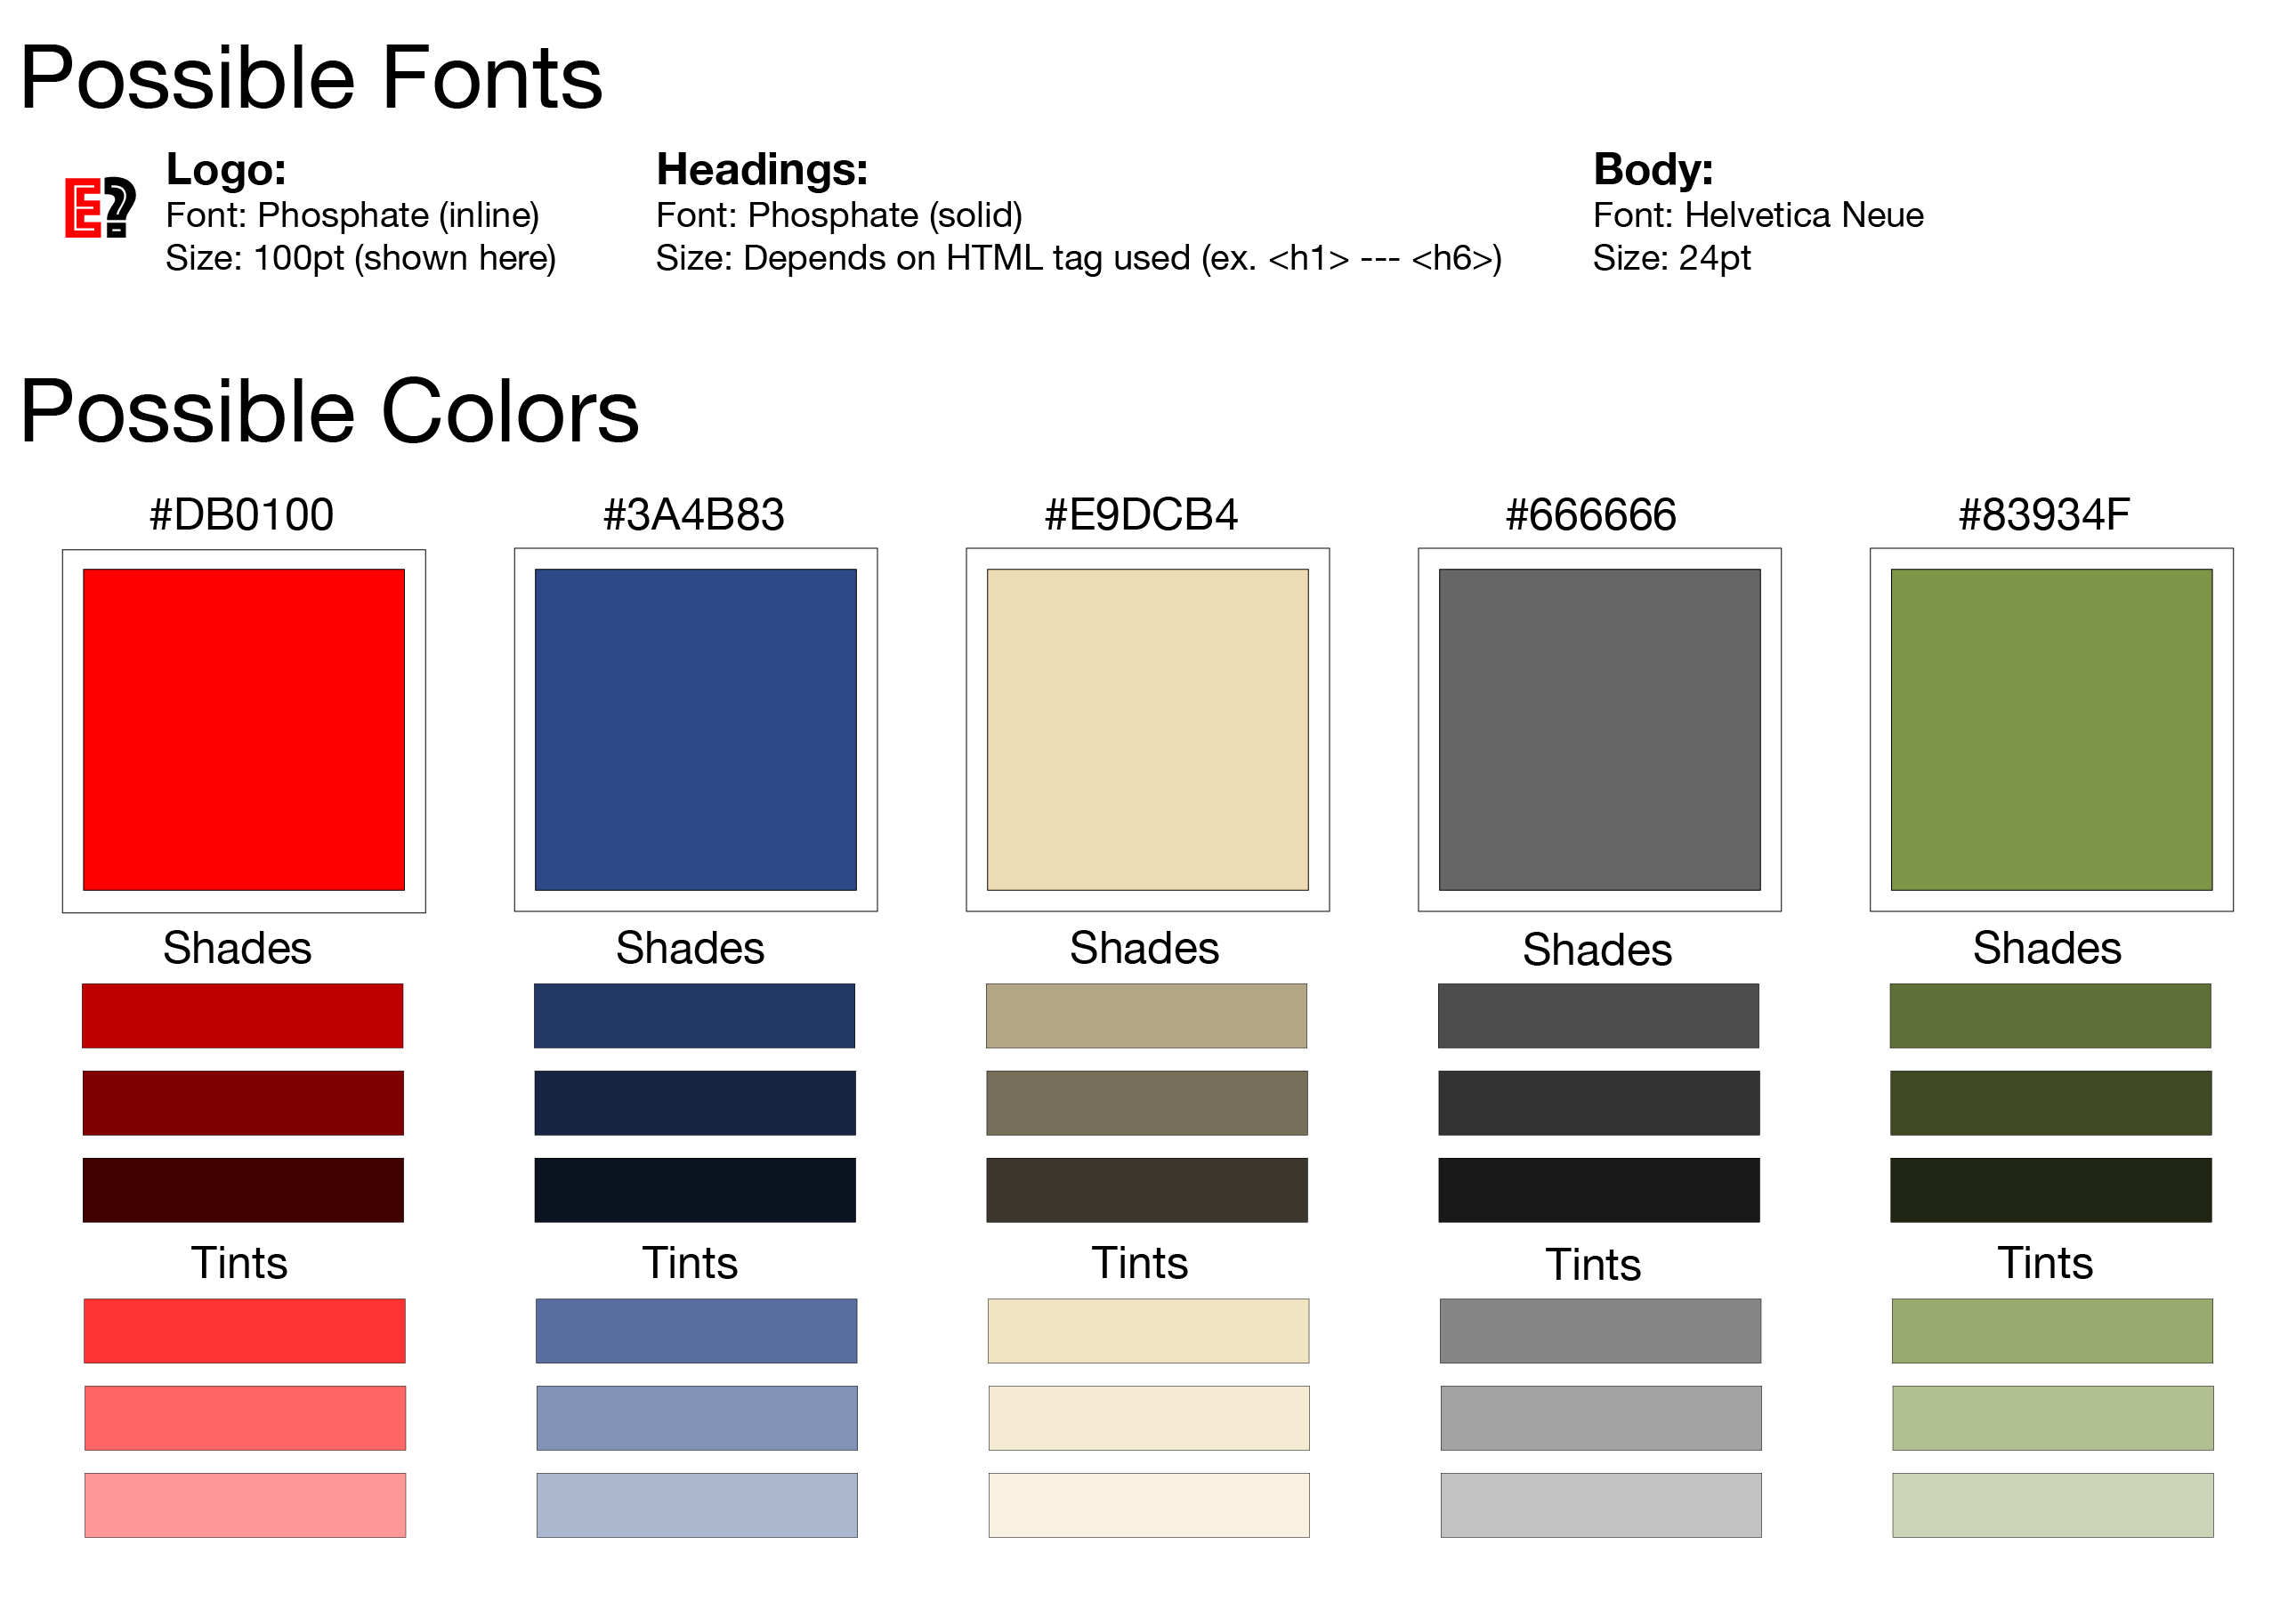 Possible Fonts
E?
Logo:
Font: Phosphate (inline)
Size: 100pt (shown here)
Headings:
Font: Phosphate (solid)
Size: Depends on HTML tag used (ex. <h1> --- <h6>)
Body:
Font: Helvetica Neue
Size: 24pt
Possible Colors
#DB0100
#3A4B83
#E9DCB4
#666666
#83934F
Shades
Shades
Shades
Shades
Shades
Tints
Tints
Tints
Tints
Tints